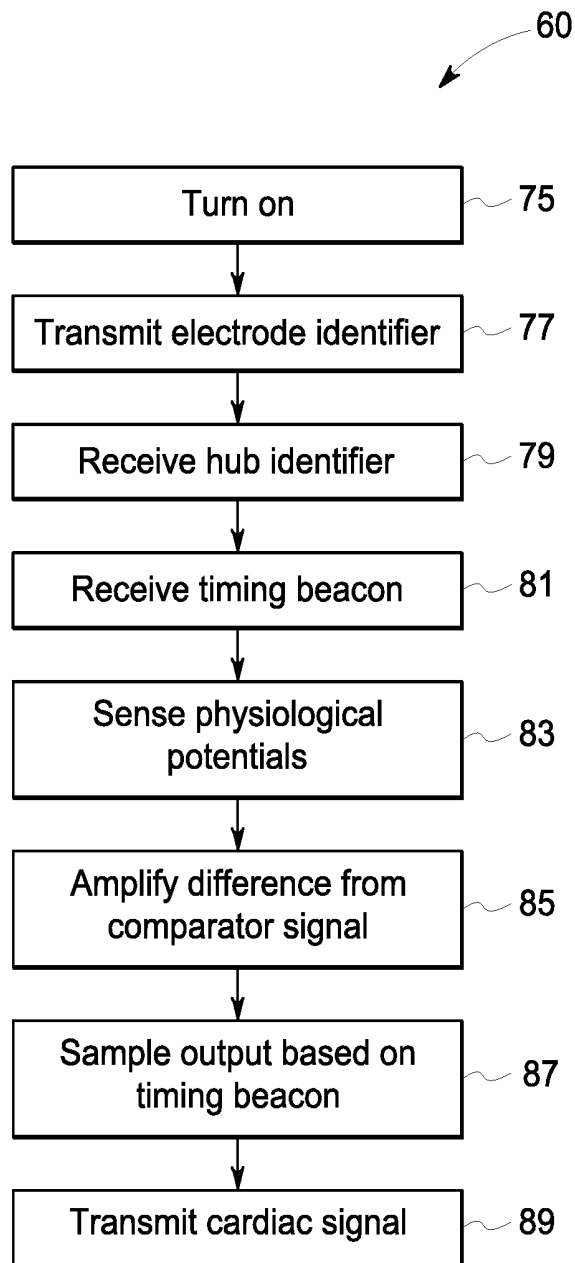 60
Turn on
75
Transmit electrode identifier
77
Receive hub identifier
79
Receive timing beacon
81
Sense physiological
potentials
83
Amplify difference from
comparator signal
85
Sample output based on
timing beacon
87
Transmit cardiac signal
89